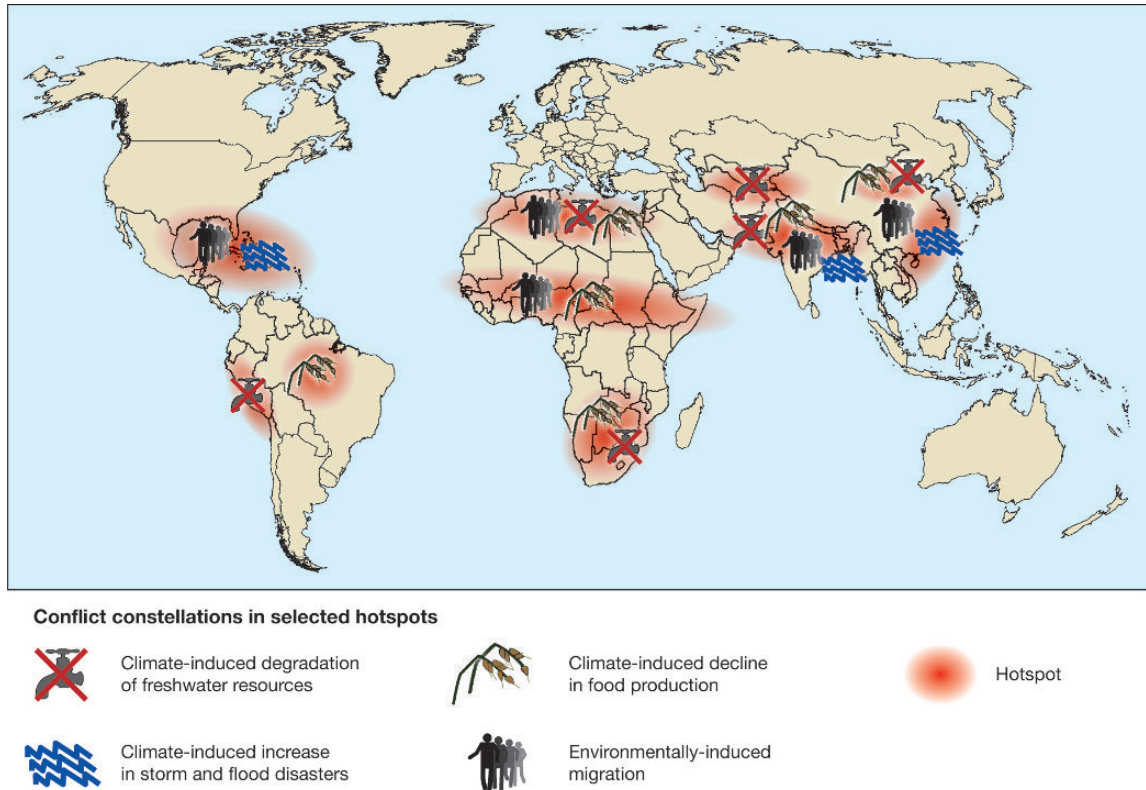 Conflict constellations in selected hotspots
Climate-induced degradation
of freshwater resources
Climate-induced decline
in food production
Hotspot
Climate-induced increase
in storm and flood disasters
Environmentally-induced
migration